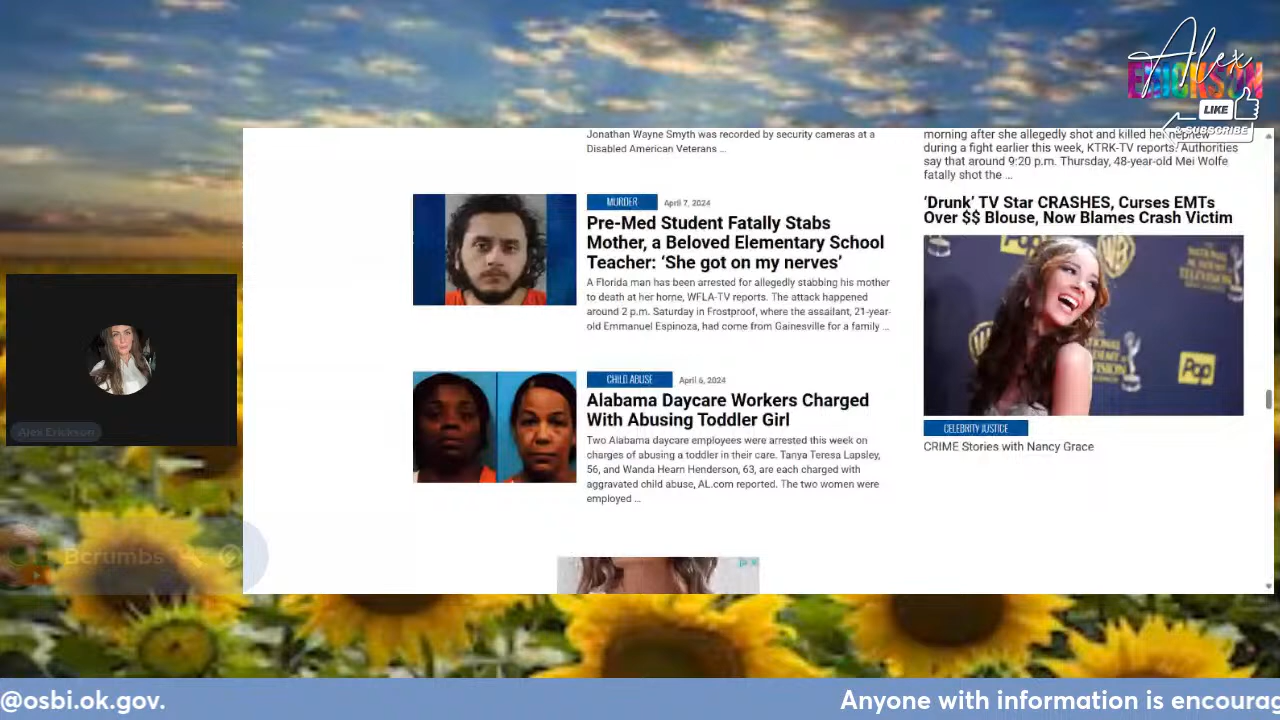 Alex
ERICKSON
LIKE
& SUBSCRIBE
Jonathan Wayne Smyth was recorded by security cameras at a
Disabled American Veterans ...
MURDER April 7, 2024
Pre-Med Student Fatally Stabs
Mother, a Beloved Elementary School
Teacher: ‘She got on my nerves’
A Florida man has been arrested for allegedly stabbing his mother
to death at her home, WFLA-TV reports. The attack happened
around 2 p.m. Saturday in Frostproof, where the assailant, 21-year-
old Emmanuel Espinoza, had come from Gainesville for a family ...
CHILD ABUSE April 6, 2024
Alabama Daycare Workers Charged
With Abusing Toddler Girl
Two Alabama daycare employees were arrested this week on
charges of abusing a toddler in their care. Tanya Teresa Lapsley,
56, and Wanda Hearn Henderson, 63, are each charged with
aggravated child abuse, AL.com reported. The two women were
employed ...
morning after she allegedly shot and killed her nephew
during a fight earlier this week, KTRK-TV reports. Authorities
say that around 9:20 p.m. Thursday, 48-year-old Mei Wolfe
fatally shot the ...
‘Drunk’ TV Star CRASHES, Curses EMTs
Over $$ Blouse, Now Blames Crash Victim
Pop
WB
Pop
CELEBRITY JUSTICE
CRIME Stories with Nancy Grace
Alex Erickson
Bcrumbs
@osbi.ok.gov.
Anyone with information is encourag